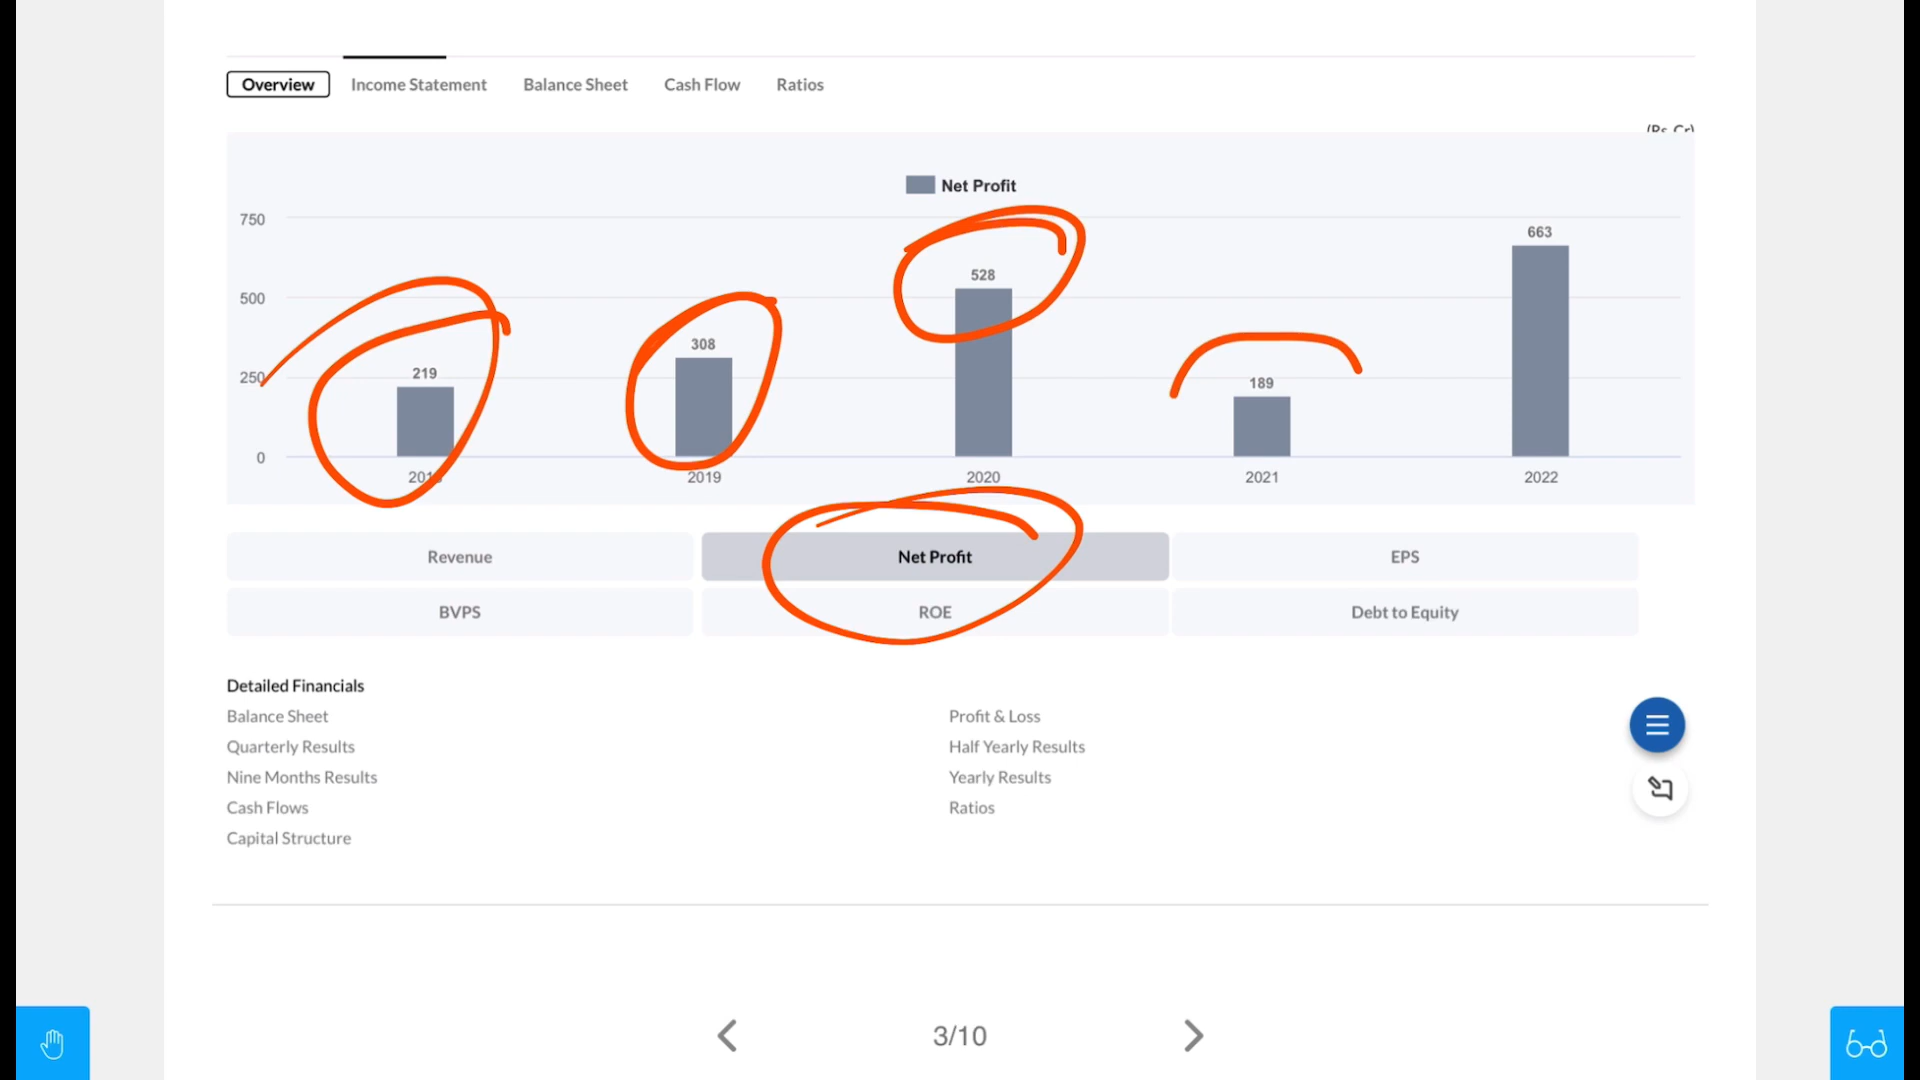 Overview Income Statement Balance Sheet Cash Flow Ratios
(Rs. Cr)
Net Profit
750
500
250
0
219
308
528
189
663
2019 2020 2021 2022
Revenue Net Profit EPS
BVPS ROE Debt to Equity
Detailed Financials
Balance Sheet Profit & Loss
Quarterly Results Half Yearly Results
Nine Months Results Yearly Results
Cash Flows Ratios
Capital Structure
3/10